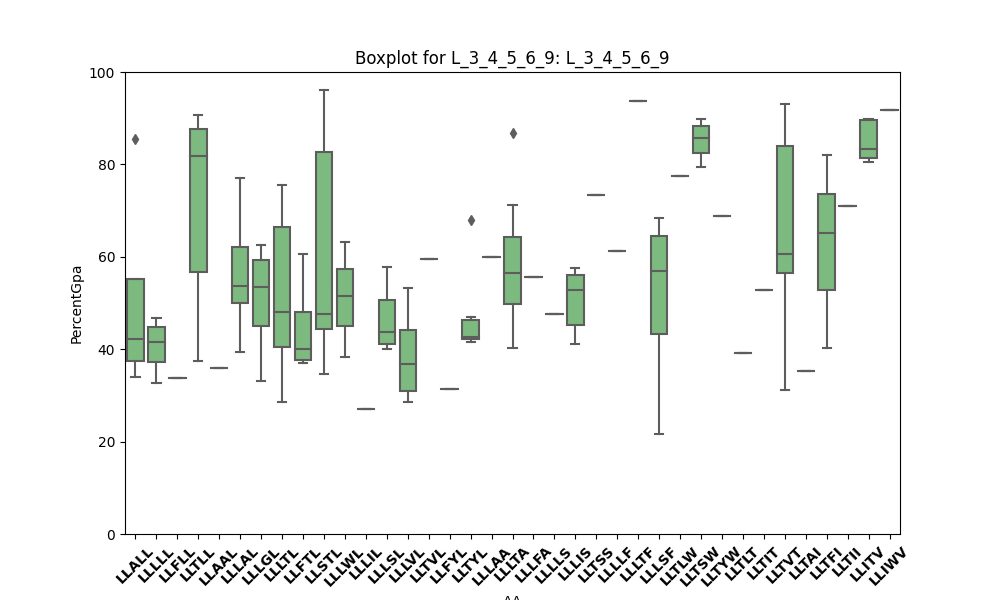 Boxplot for L_3_4_5_6_9: L_3_4_5_6_9
100
80
60
40
20
0
PercentGpa
LLALL LLLLL LLFLL LLTLL LLAAL LLLAL LLLGL LLLTL LLFTL LLSTL LLLWL LLLIL LLLSL LLLVL LLTVL LLFYL LLTYL LLLAA LLLTA LLLFA LLLLS LLLIS LLTSS LLLLF LLLTF LLLSF LLTLW LLTSW LLTYW LLTLT LLTIT LLTVT LLTAI LLTFI LLTII LLITV LLIWV
AA